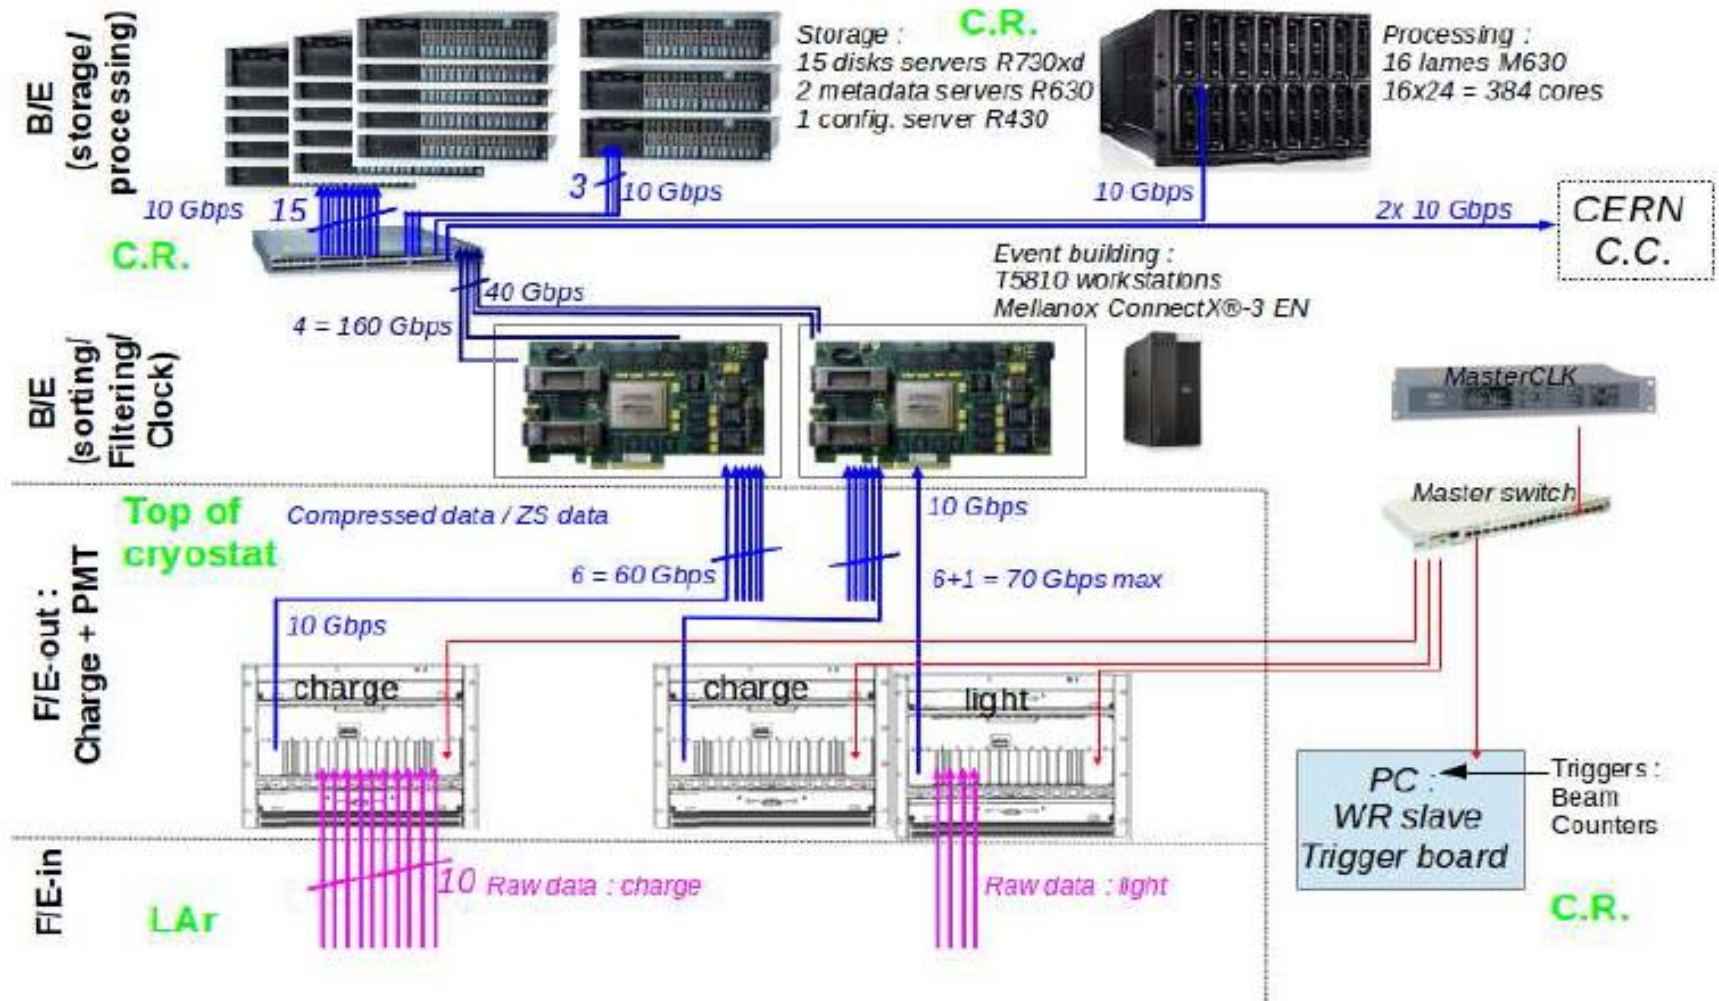 B/E
(storage/
processing)
C.R.
Storage :
15 disks servers R730xd
2 metadata servers R630
1 config. server R430
Processing :
16 lames M630
16x24 = 384 cores
10 Gbps
15
3
10 Gbps
10 Gbps
2x 10 Gbps
CERN
C.C.
C.R.
40 Gbps
4 = 160 Gbps
Event building :
T5810 workstations
Mellanox ConnectX®-3 EN
B/E
(sorting/
Filtering/
Clock)
MasterCLK
Master switch
Top of
cryostat
Compressed data / ZS data
10 Gbps
6 = 60 Gbps
6+1 = 70 Gbps max
10 Gbps
F/E-out :
Charge + PMT
charge
charge
light
PC :
WR slave
Trigger board
Triggers :
Beam
Counters
F/E-in
LAr
10 Raw data : charge
Raw data : light
C.R.